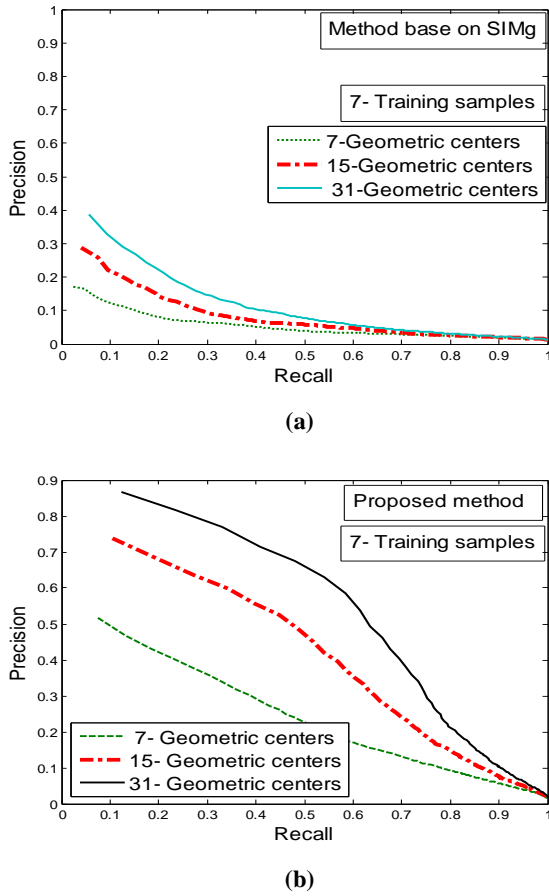 1
0.9
0.8
0.7
0.6
0.5
0.4
0.3
0.2
0.1
0
Precision
Method base on SIMg
7- Training samples
7-Geometric centers
15-Geometric centers
31-Geometric centers
0 0.1 0.2 0.3 0.4 0.5 0.6 0.7 0.8 0.9 1
Recall
(a)
0.9
0.8
0.7
0.6
0.5
0.4
0.3
0.2
0.1
0
Precision
Proposed method
7- Training samples
7- Geometric centers
15- Geometric centers
31- Geometric centers
0 0.1 0.2 0.3 0.4 0.5 0.6 0.7 0.8 0.9 1
Recall
(b)